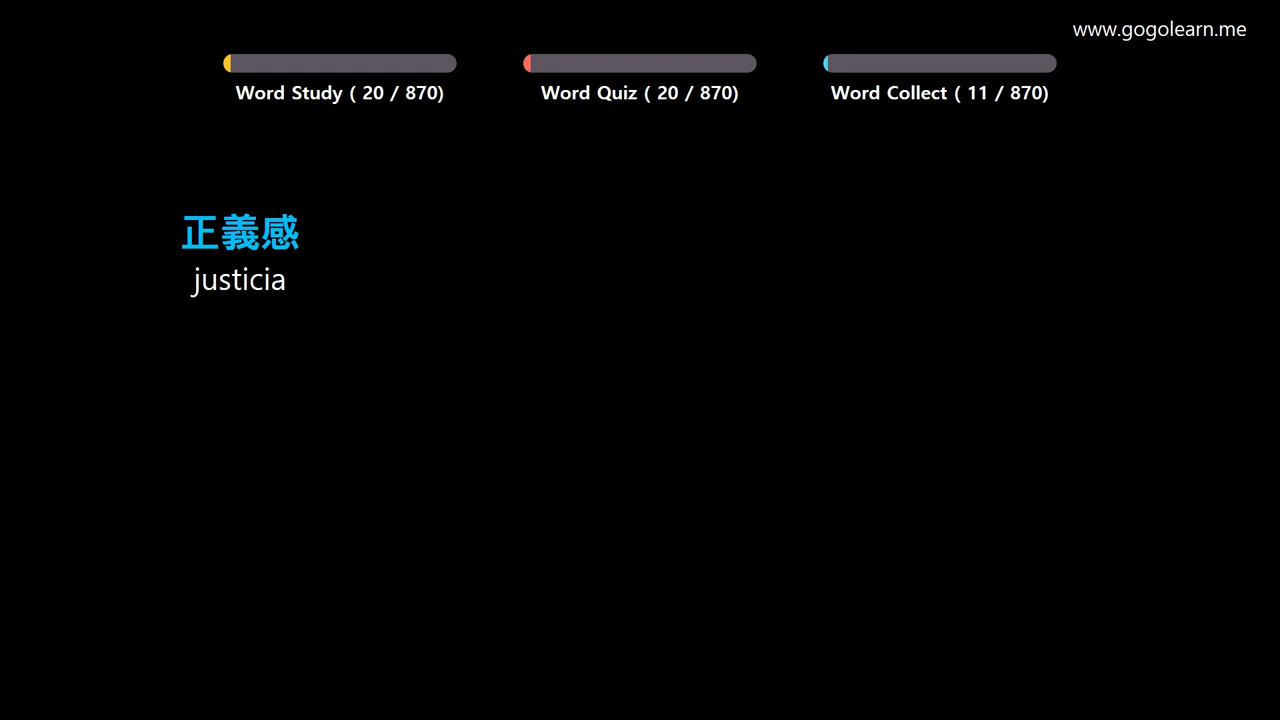 www.gogolearn.me
Word Study ( 20 / 870)
Word Quiz ( 20 / 870)
Word Collect ( 11 / 870)
正義感
justicia